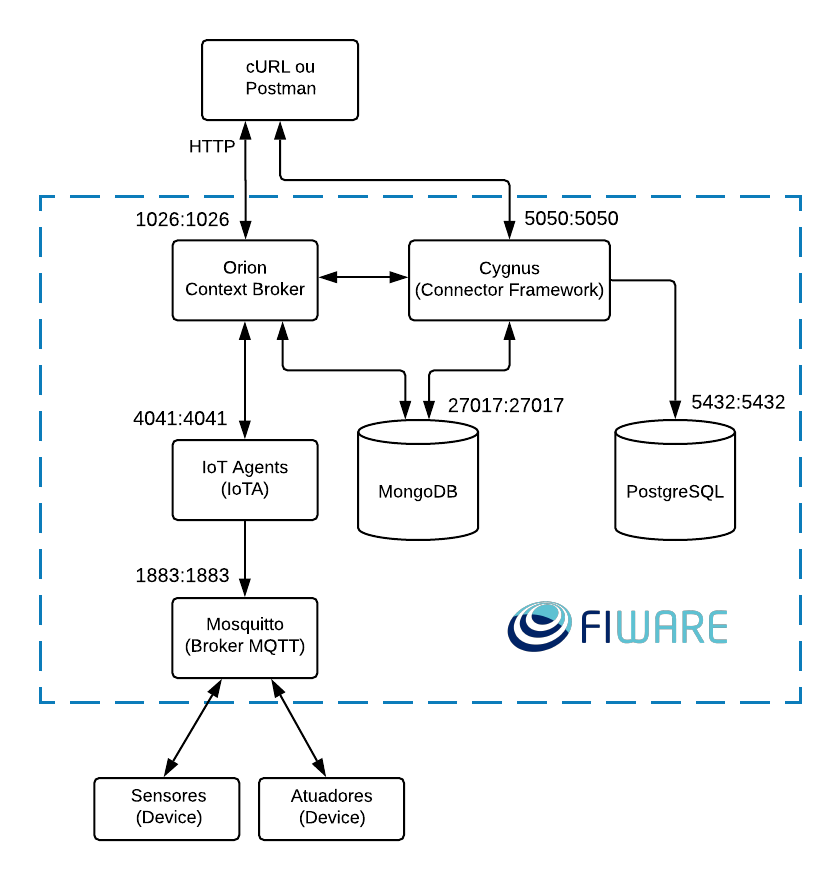 cURL ou
Postman
HTTP
1026:1026
5050:5050
Orion
Context Broker
Cygnus
(Connector Framework)
4041:4041
27017:27017
5432:5432
IoT Agents
(IoTA)
MongoDB
PostgreSQL
1883:1883
Mosquitto
(Broker MQTT)
FIWARE
Sensores
(Device)
Atuadores
(Device)